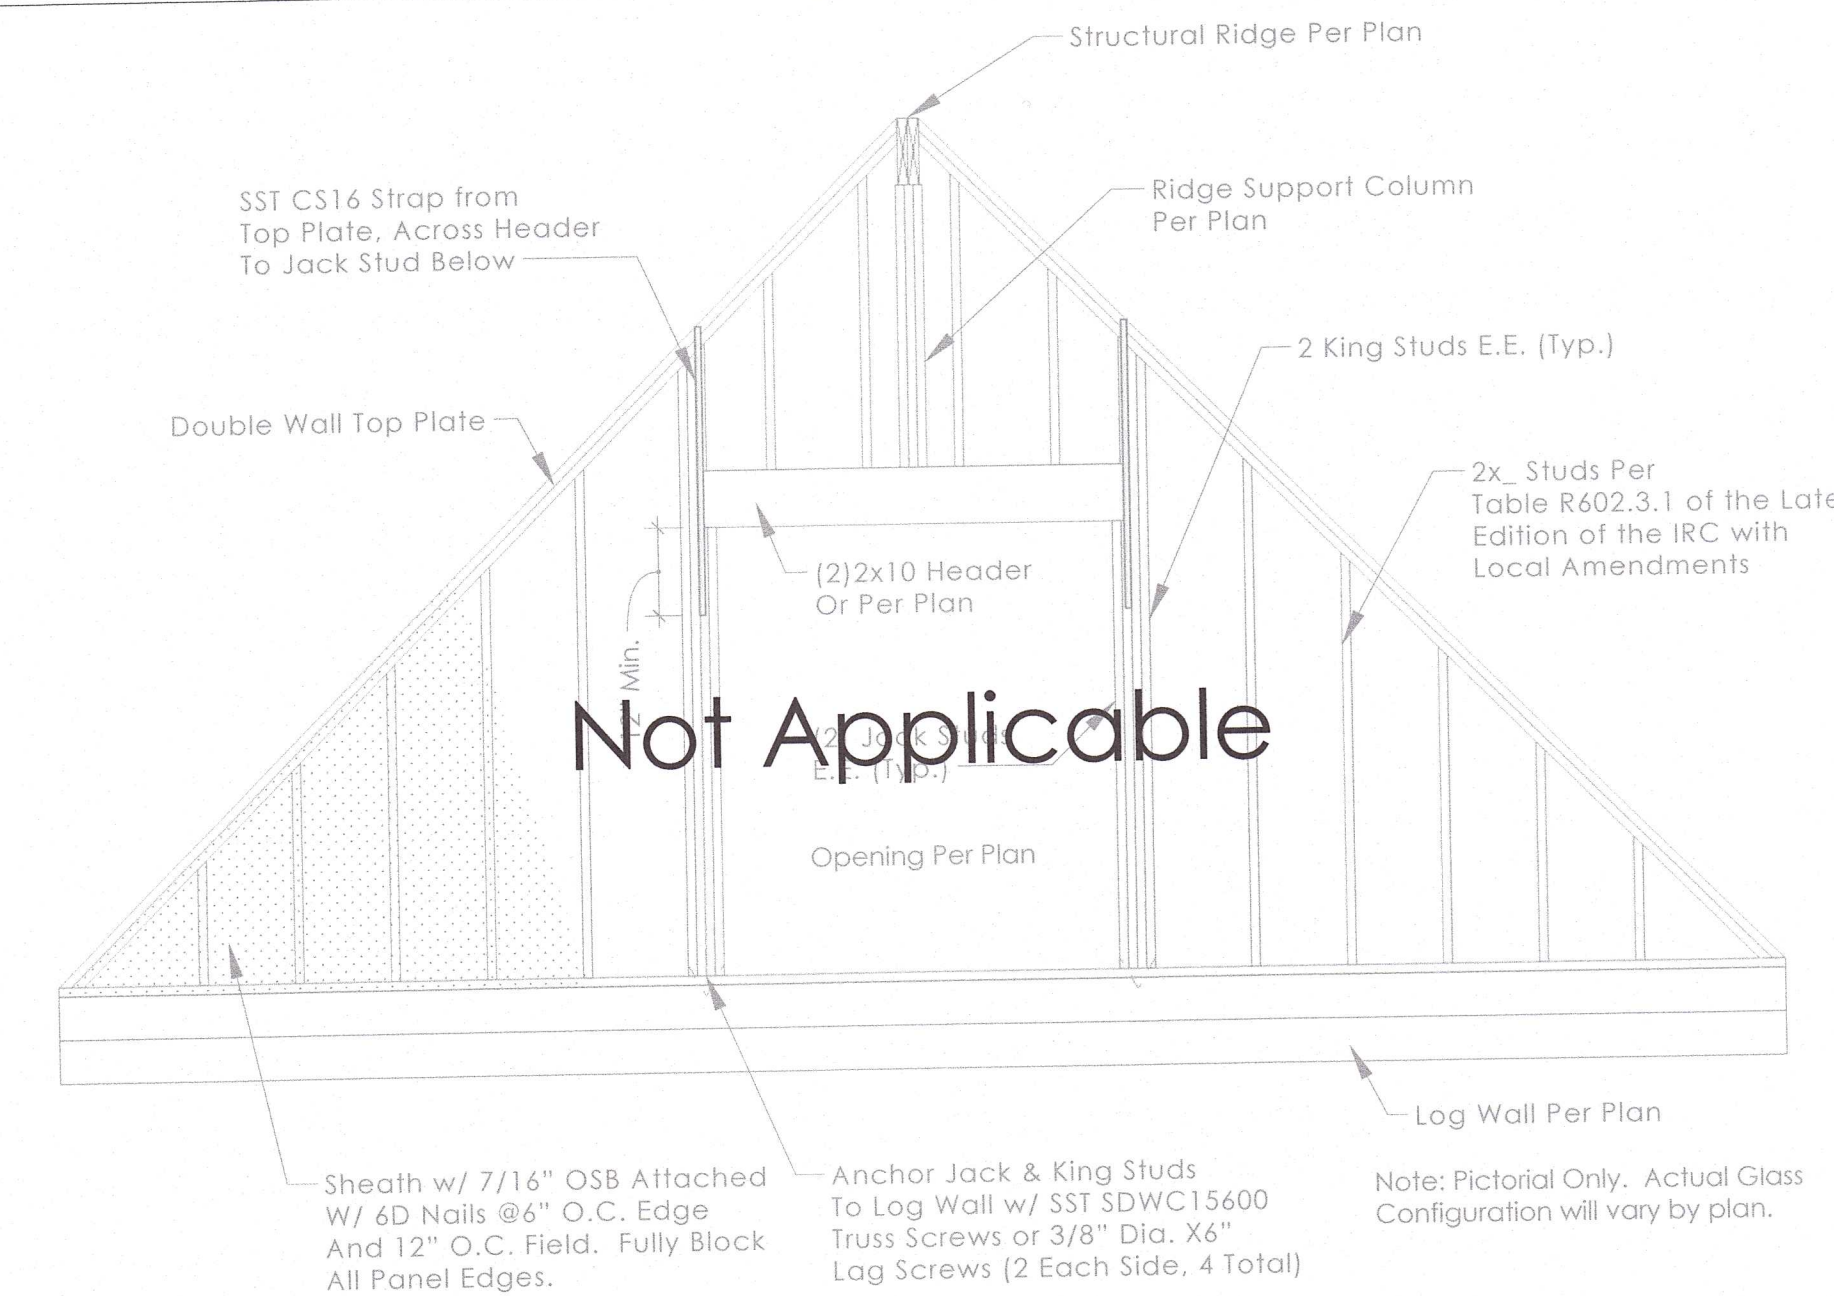 Structural Ridge Per Plan
SST CS16 Strap from
Top Plate, Across Header
To Jack Stud Below
Ridge Support Column
Per Plan
2 King Studs E.E. (Typ.)
Double Wall Top Plate
2x_ Studs Per
Table R602.3.1 of the Late
Edition of the IRC with
Local Amendments
(2)2x10 Header
Or Per Plan
Min.
Not Applicable
Jack Studs
E.E. (Typ.)
Opening Per Plan
Log Wall Per Plan
Sheath w/ 7/16" OSB Attached
W/ 6D Nails @6" O.C. Edge
And 12" O.C. Field. Fully Block
All Panel Edges.
Anchor Jack & King Studs
To Log Wall w/ SST SDWC15600
Truss Screws or 3/8" Dia. X6"
Lag Screws (2 Each Side, 4 Total)
Note: Pictorial Only. Actual Glass
Configuration will vary by plan.